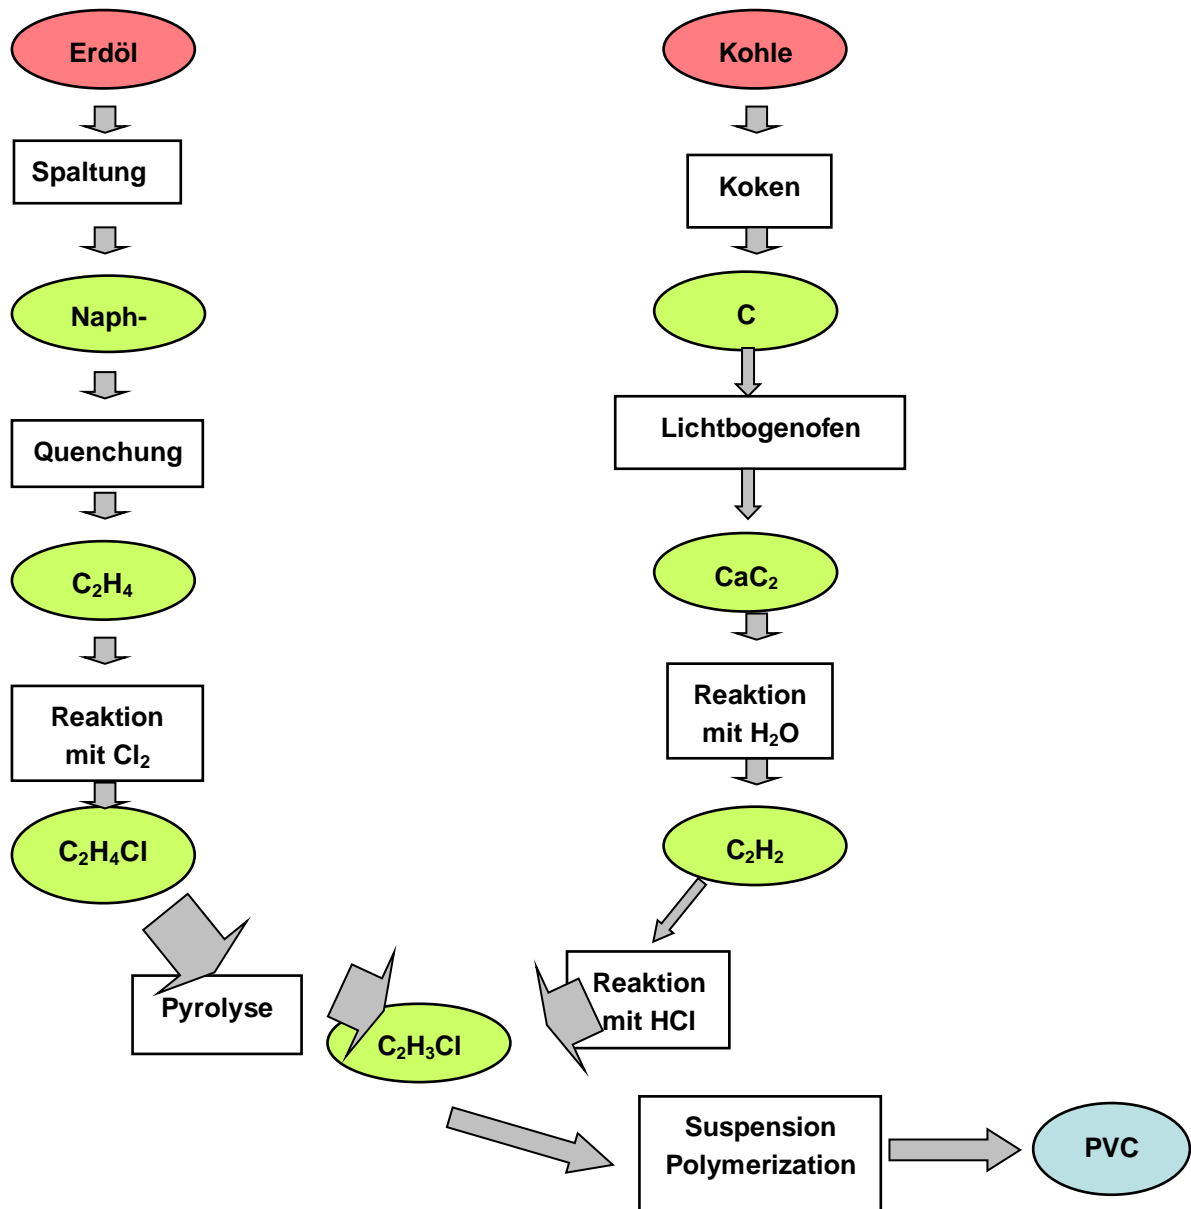 Erdöl
Spaltung
Naph-
Quenchung
C₂H₄
Reaktion
mit Cl₂
C₂H₄Cl
Pyrolyse
Kohle
Koken
C
Lichtbogenofen
CaC₂
Reaktion
mit H₂O
C₂H₂
Reaktion
mit HCl
C₂H₃Cl
Suspension
Polymerization
PVC